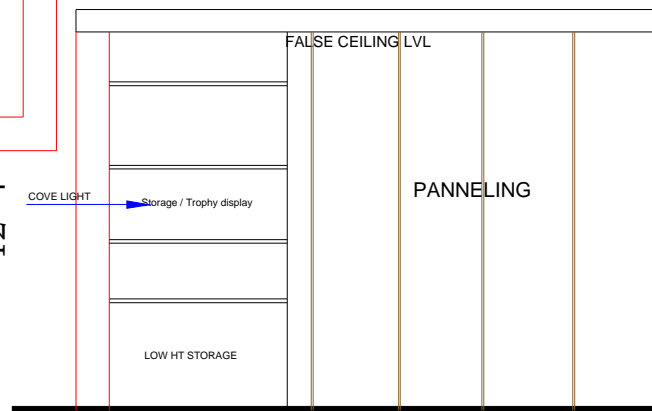 FALSE CEILING LVL
PANNELING
COVE LIGHT
Storage / Trophy display
LOW HT STORAGE